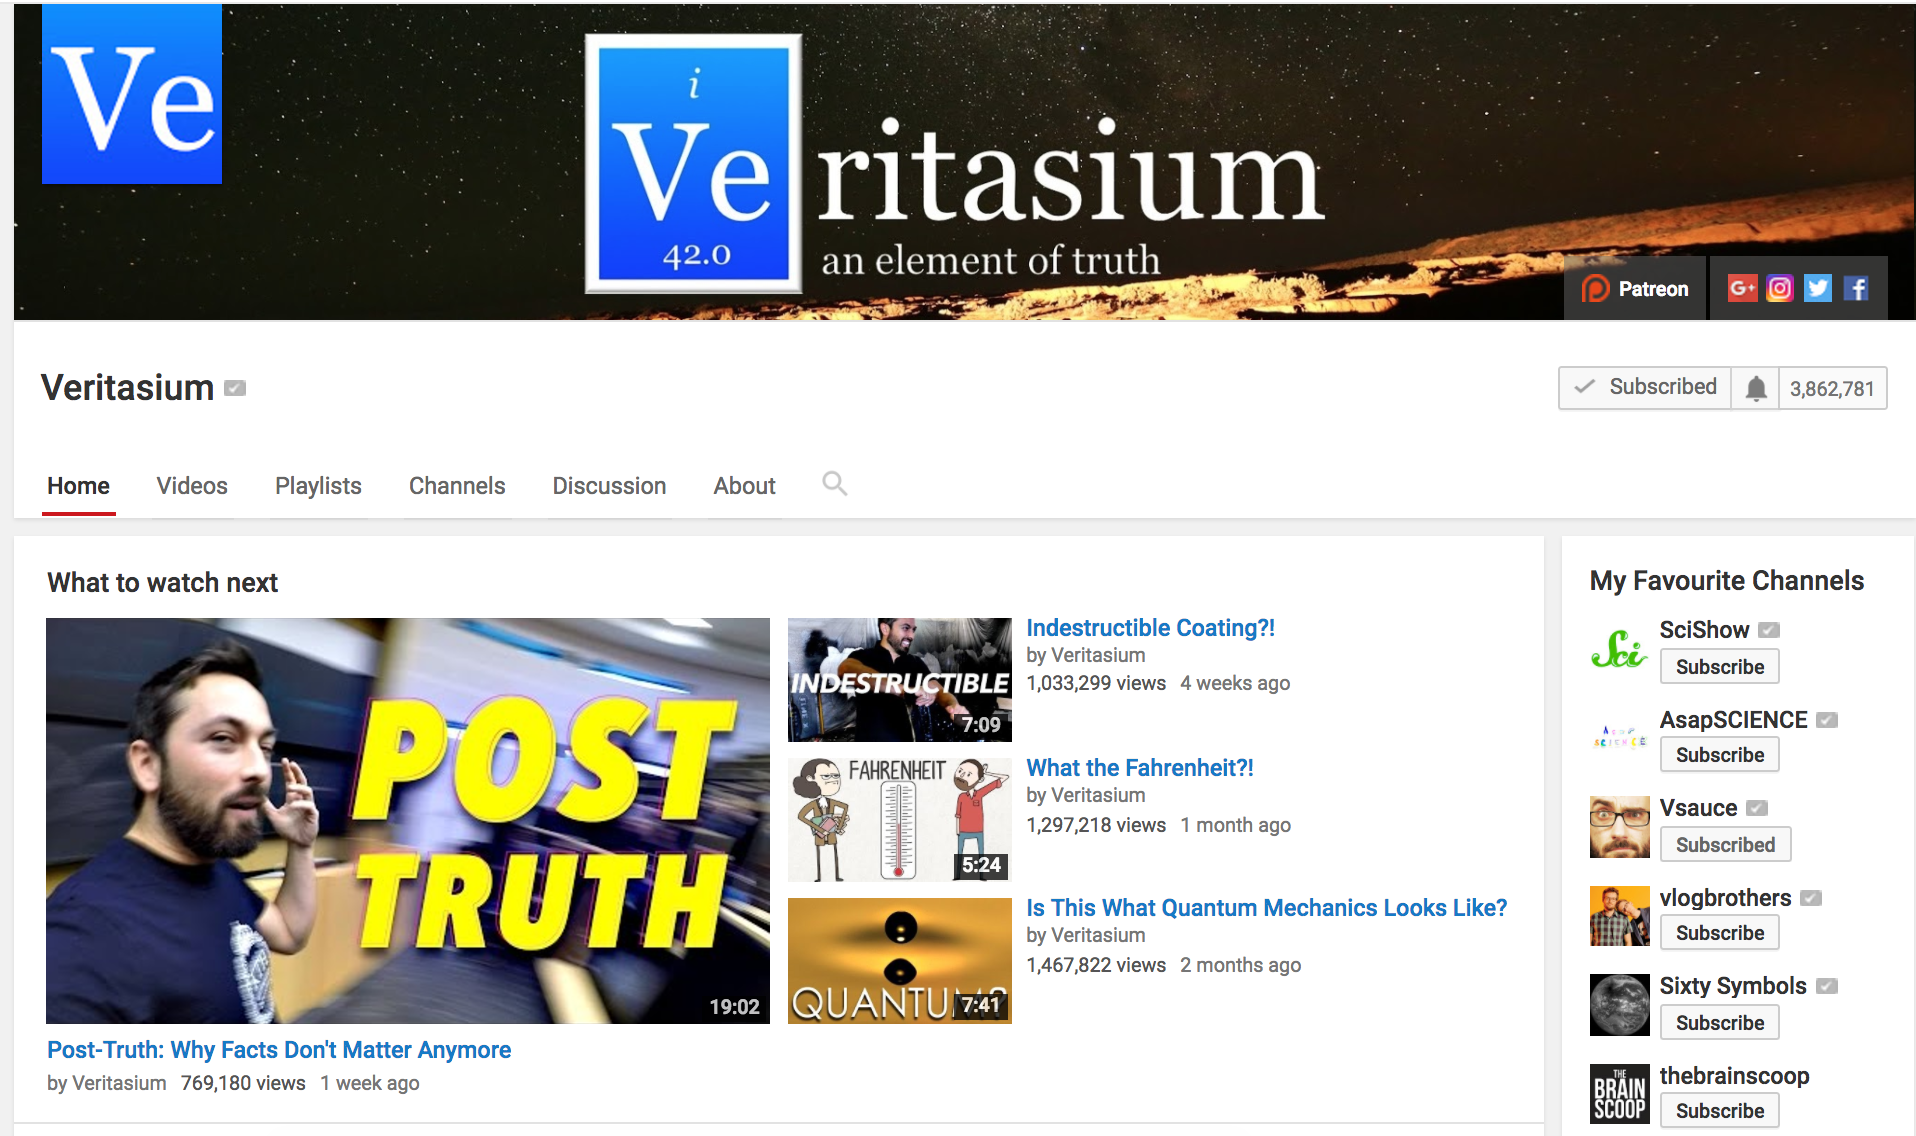 Ve
i
Ve
42.0
ritasium
an element of truth
Patreon
G+
Veritasium
Subscribed
3,862,781
Home
Videos
Playlists
Channels
Discussion
About
What to watch next
POST
TRUTH
19:02
Post-Truth: Why Facts Don't Matter Anymore
by Veritasium 769,180 views 1 week ago
INDESTRUCTIBLE
7:09
Indestructible Coating?!
by Veritasium
1,033,299 views 4 weeks ago
FAHRENHEIT
5:24
What the Fahrenheit?!
by Veritasium
1,297,218 views 1 month ago
QUANTUM?
7:41
Is This What Quantum Mechanics Looks Like?
by Veritasium
1,467,822 views 2 months ago
My Favourite Channels
Sci
SciShow
Subscribe
ASAP
SCIENCE
AsapSCIENCE
Subscribe
Vsauce
Subscribed
vlogbrothers
Subscribe
Sixty Symbols
Subscribe
THE
BRAIN
SCOOP
thebrainscoop
Subscribe